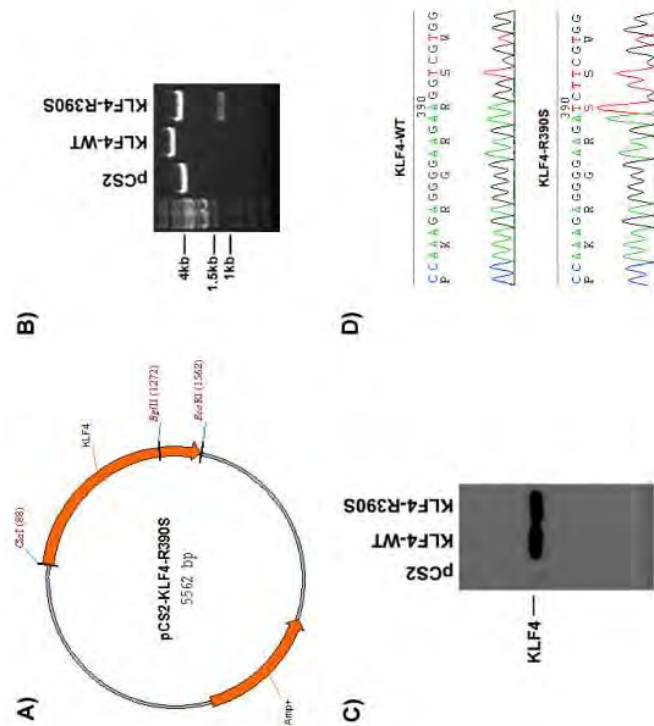 A)
ClaI (88)
KLF4
BglII (1272)
EcoRI (1562)
pCS2-KLF4-R390S
5562 bp
Amp+
B)
pCS2
KLF4-WT
KLF4-R390S
4kb
1.5kb
1kb
C)
pCS2
KLF4-WT
KLF4-R390S
KLF4
D)
KLF4-WT
390
CCAAAGAGGGGAAGAAGGTCGTGG
P K R G R R S W
KLF4-R390S
390
CCAAAGAGGGGAAGATCTTCGTGG
P K R G R S S W